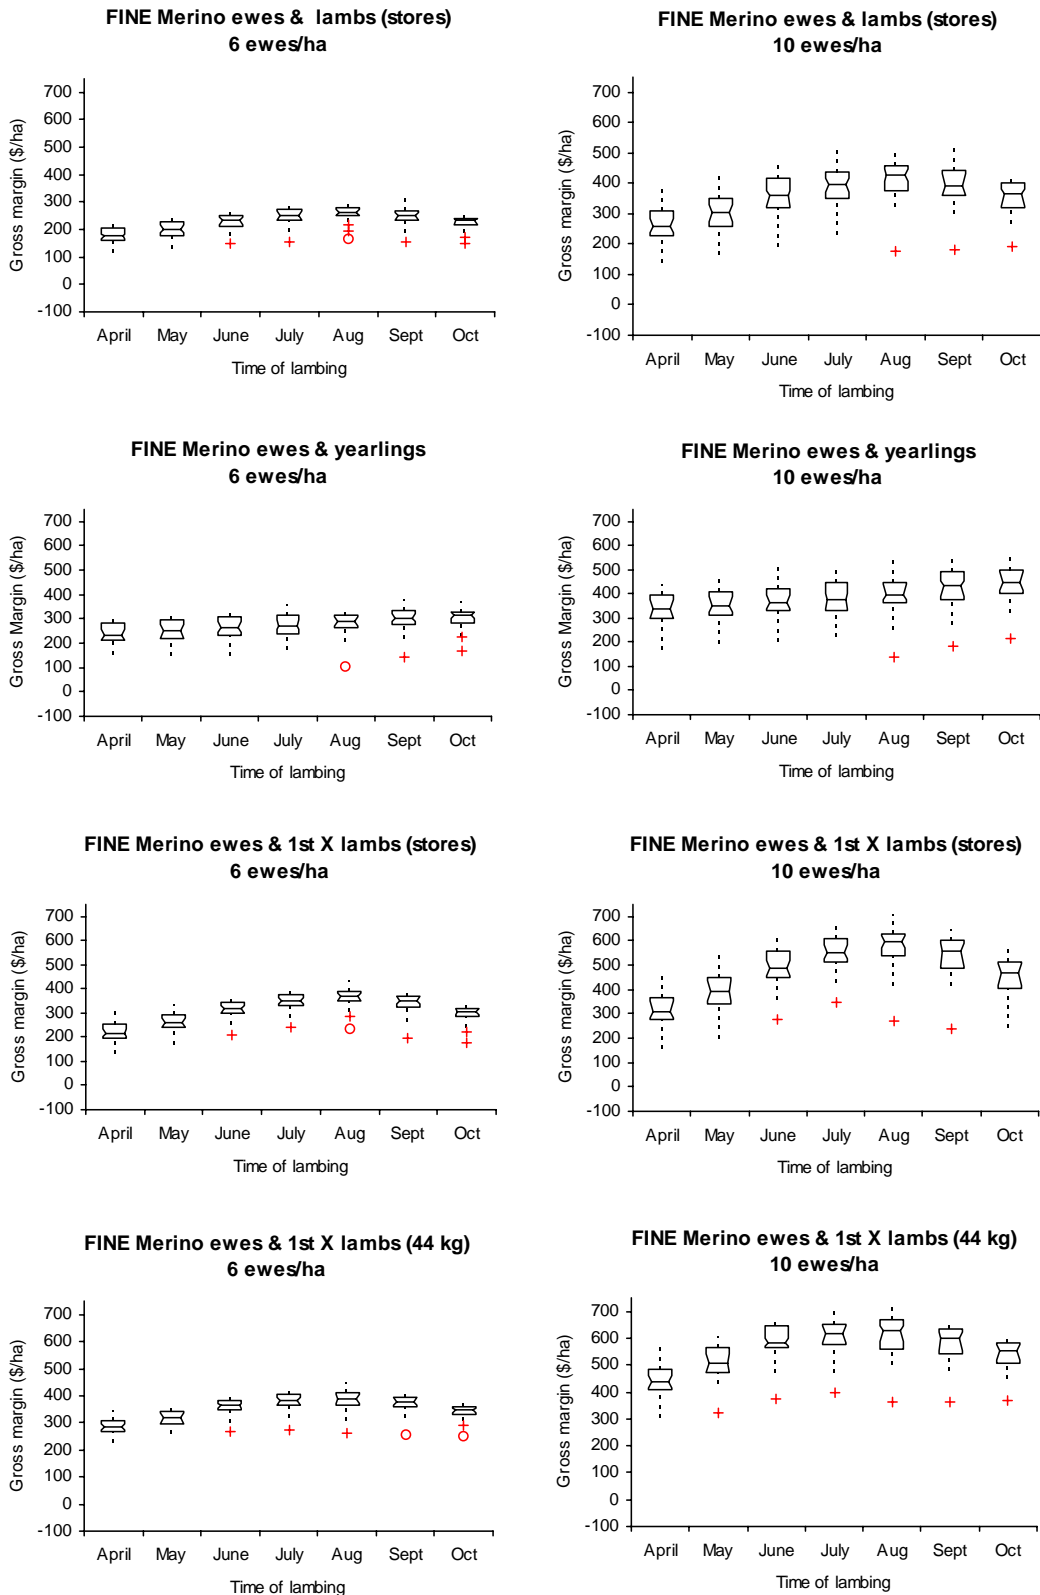 FINE Merino ewes & lambs (stores)
6 ewes/ha
Gross margin ($/ha)
700
600
500
400
300
200
100
0
-100
April May June July Aug Sept Oct
Time of lambing
FINE Merino ewes & lambs (stores)
10 ewes/ha
Gross margin ($/ha)
700
600
500
400
300
200
100
0
-100
April May June July Aug Sept Oct
Time of lambing
FINE Merino ewes & yearlings
6 ewes/ha
Gross Margin ($/ha)
700
600
500
400
300
200
100
0
-100
April May June July Aug Sept Oct
Time of lambing
FINE Merino ewes & yearlings
10 ewes/ha
Gross Margin ($/ha)
700
600
500
400
300
200
100
0
-100
April May June July Aug Sept Oct
Time of lambing
FINE Merino ewes & 1st X lambs (stores)
6 ewes/ha
Gross margin ($/ha)
700
600
500
400
300
200
100
0
-100
April May June July Aug Sept Oct
Time of lambing
FINE Merino ewes & 1st X lambs (stores)
10 ewes/ha
Gross margin ($/ha)
700
600
500
400
300
200
100
0
-100
April May June July Aug Sept Oct
Time of lambing
FINE Merino ewes & 1st X lambs (44 kg)
6 ewes/ha
Gross margin ($/ha)
700
600
500
400
300
200
100
0
-100
April May June July Aug Sept Oct
Time of lambing
FINE Merino ewes & 1st X lambs (44 kg)
10 ewes/ha
Gross margin ($/ha)
700
600
500
400
300
200
100
0
-100
April May June July Aug Sept Oct
Time of lambing